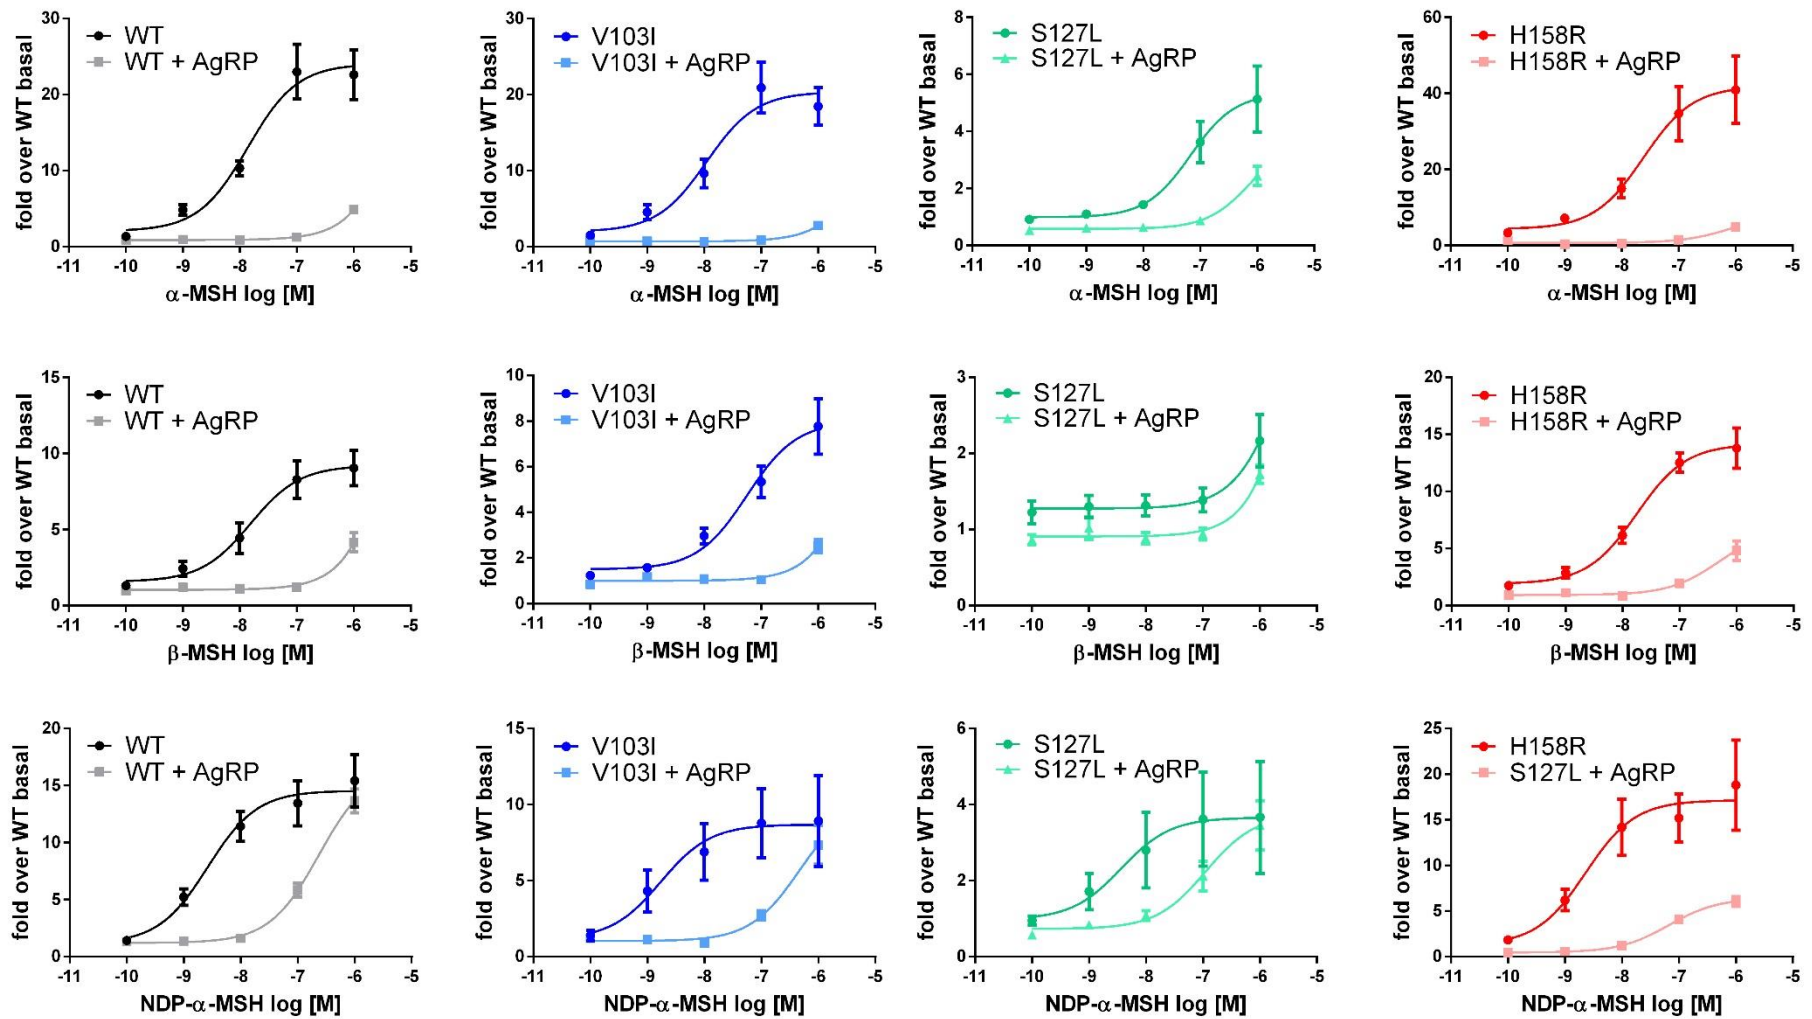 WT
WT + AgRP
fold over WT basal
30
20
10
0
-11 -10 -9 -8 -7 -6 -5
α-MSH log [M]
V103I
V103I + AgRP
fold over WT basal
30
20
10
0
-11 -10 -9 -8 -7 -6 -5
α-MSH log [M]
S127L
S127L + AgRP
fold over WT basal
8
6
4
2
0
-11 -10 -9 -8 -7 -6 -5
α-MSH log [M]
H158R
H158R + AgRP
fold over WT basal
60
40
20
0
-11 -10 -9 -8 -7 -6 -5
α-MSH log [M]
WT
WT + AgRP
fold over WT basal
15
10
5
0
-11 -10 -9 -8 -7 -6 -5
β-MSH log [M]
V103I
V103I + AgRP
fold over WT basal
10
8
6
4
2
0
-11 -10 -9 -8 -7 -6 -5
β-MSH log [M]
S127L
S127L + AgRP
fold over WT basal
3
2
1
0
-11 -10 -9 -8 -7 -6 -5
β-MSH log [M]
H158R
H158R + AgRP
fold over WT basal
20
15
10
5
0
-11 -10 -9 -8 -7 -6 -5
β-MSH log [M]
WT
WT + AgRP
fold over WT basal
20
15
10
5
0
-11 -10 -9 -8 -7 -6 -5
NDP-α-MSH log [M]
V103I
V103I + AgRP
fold over WT basal
15
10
5
0
-11 -10 -9 -8 -7 -6 -5
NDP-α-MSH log [M]
S127L
S127L + AgRP
fold over WT basal
6
4
2
0
-11 -10 -9 -8 -7 -6 -5
NDP-α-MSH log [M]
H158R
S127L + AgRP
fold over WT basal
25
20
15
10
5
0
-11 -10 -9 -8 -7 -6 -5
NDP-α-MSH log [M]